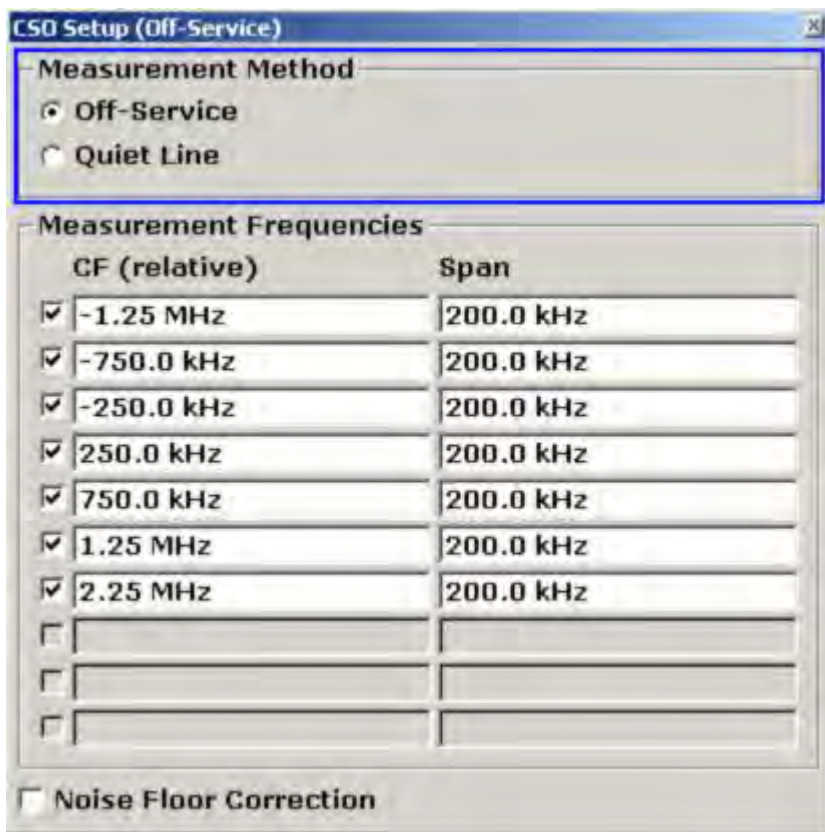 CSO Setup (Off-Service)
Measurement Method
Off-Service
Quiet Line
Measurement Frequencies
CF (relative) Span
-1.25 MHz 200.0 kHz
-750.0 kHz 200.0 kHz
-250.0 kHz 200.0 kHz
250.0 kHz 200.0 kHz
750.0 kHz 200.0 kHz
1.25 MHz 200.0 kHz
2.25 MHz 200.0 kHz
Noise Floor Correction